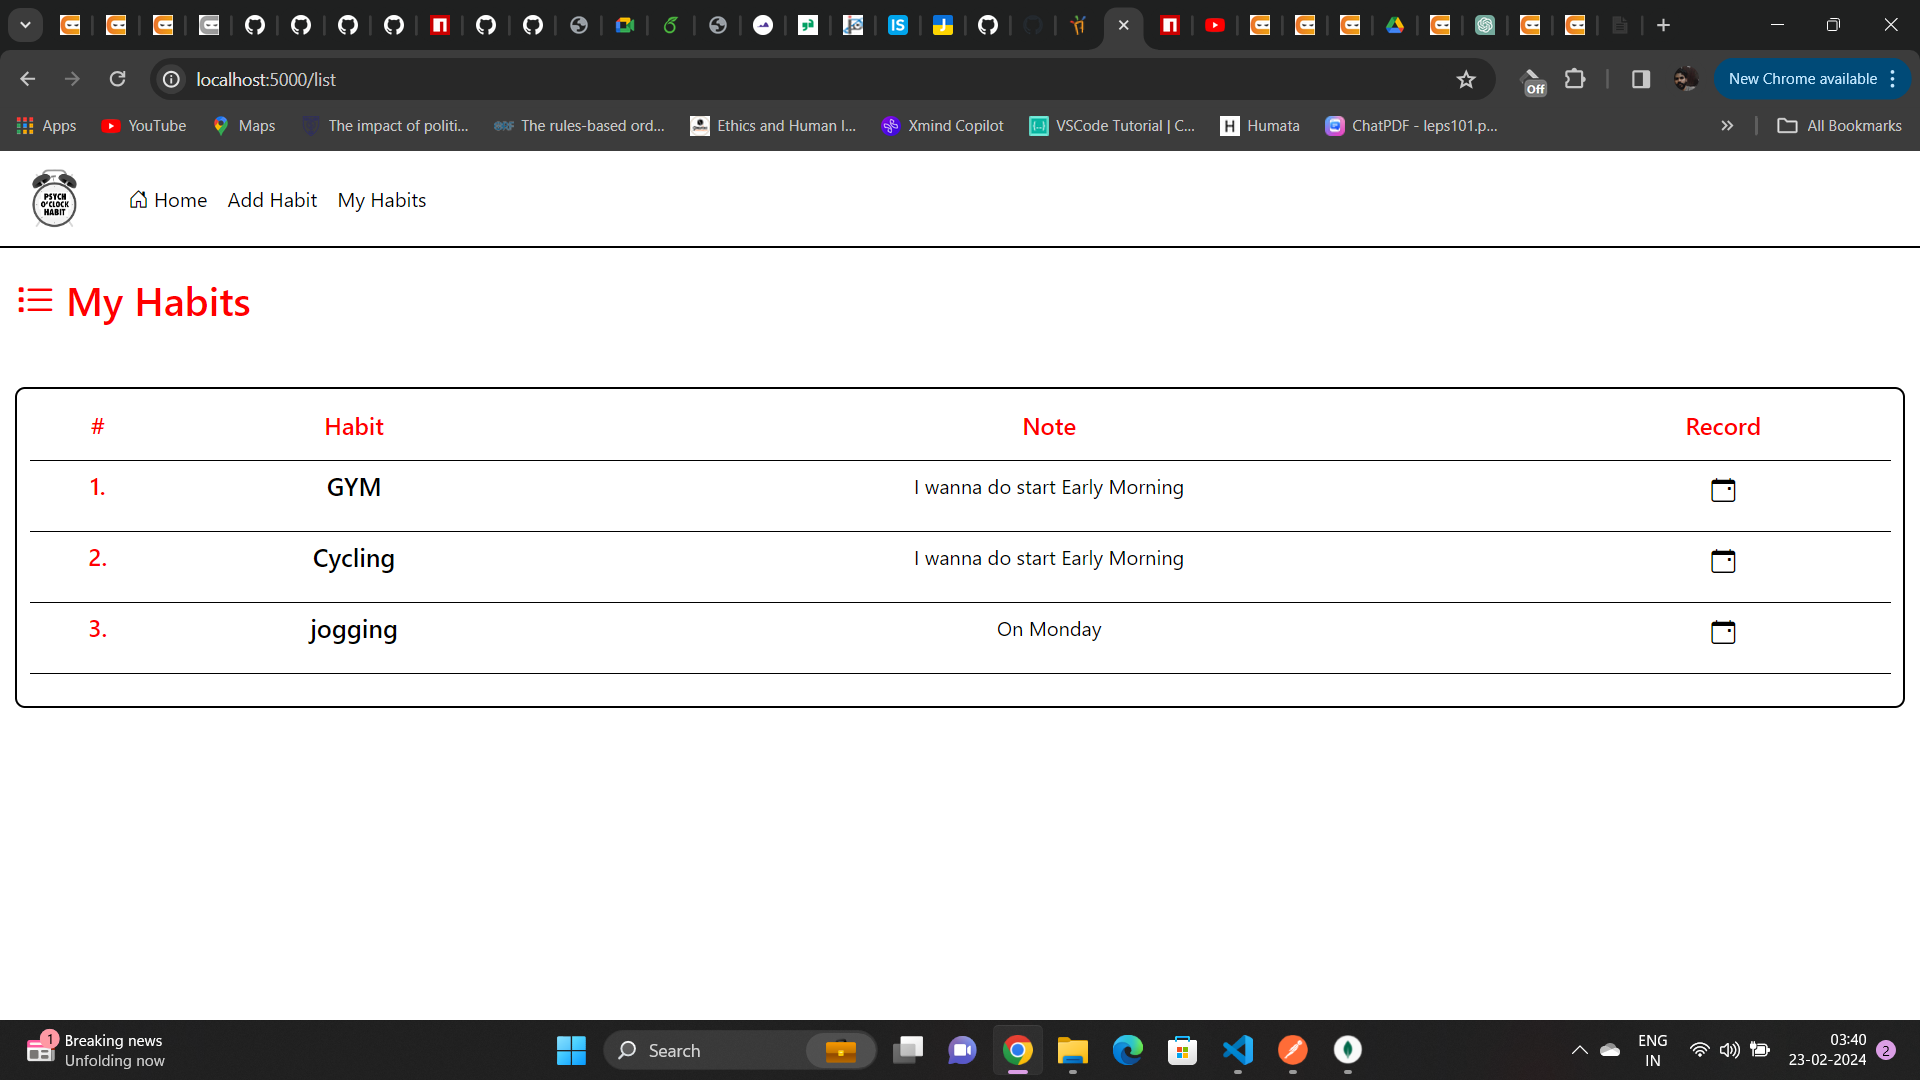 localhost:5000/list
Off
New Chrome available
Apps
YouTube
Maps
The impact of politi...
The rules-based ord...
Ethics and Human I...
Xmind Copilot
VSCode Tutorial | C...
H
Humata
ChatPDF - leps101.p...
All Bookmarks
PSYCH
O'CLOCK
HABIT
Home
Add Habit
My Habits
My Habits
# Habit Note Record
1. GYM I wanna do start Early Morning
2. Cycling I wanna do start Early Morning
3. jogging On Monday
1
Breaking news
Unfolding now
Search
ENG
IN
03:40
23-02-2024
2